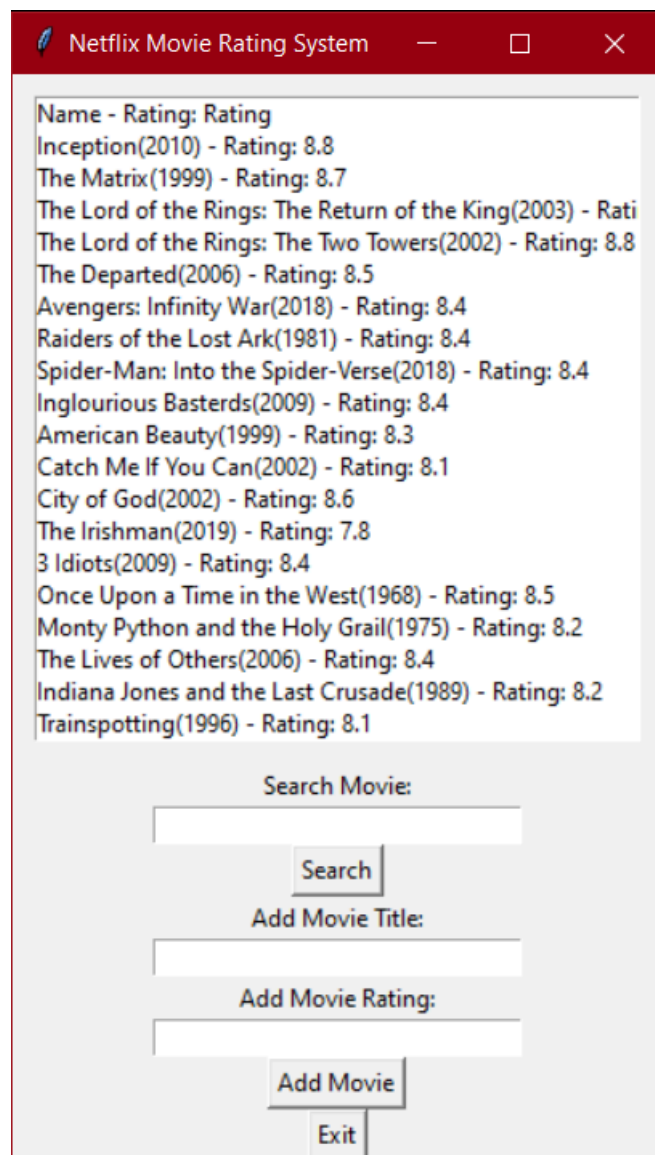 Netflix Movie Rating System
Name - Rating: Rating
Inception(2010) - Rating: 8.8
The Matrix(1999) - Rating: 8.7
The Lord of the Rings: The Return of the King(2003) - Rati
The Lord of the Rings: The Two Towers(2002) - Rating: 8.8
The Departed(2006) - Rating: 8.5
Avengers: Infinity War(2018) - Rating: 8.4
Raiders of the Lost Ark(1981) - Rating: 8.4
Spider-Man: Into the Spider-Verse(2018) - Rating: 8.4
Inglourious Basterds(2009) - Rating: 8.4
American Beauty(1999) - Rating: 8.3
Catch Me If You Can(2002) - Rating: 8.1
City of God(2002) - Rating: 8.6
The Irishman(2019) - Rating: 7.8
3 Idiots(2009) - Rating: 8.4
Once Upon a Time in the West(1968) - Rating: 8.5
Monty Python and the Holy Grail(1975) - Rating: 8.2
The Lives of Others(2006) - Rating: 8.4
Indiana Jones and the Last Crusade(1989) - Rating: 8.2
Trainspotting(1996) - Rating: 8.1
Search Movie:
Search
Add Movie Title:
Add Movie Rating:
Add Movie
Exit